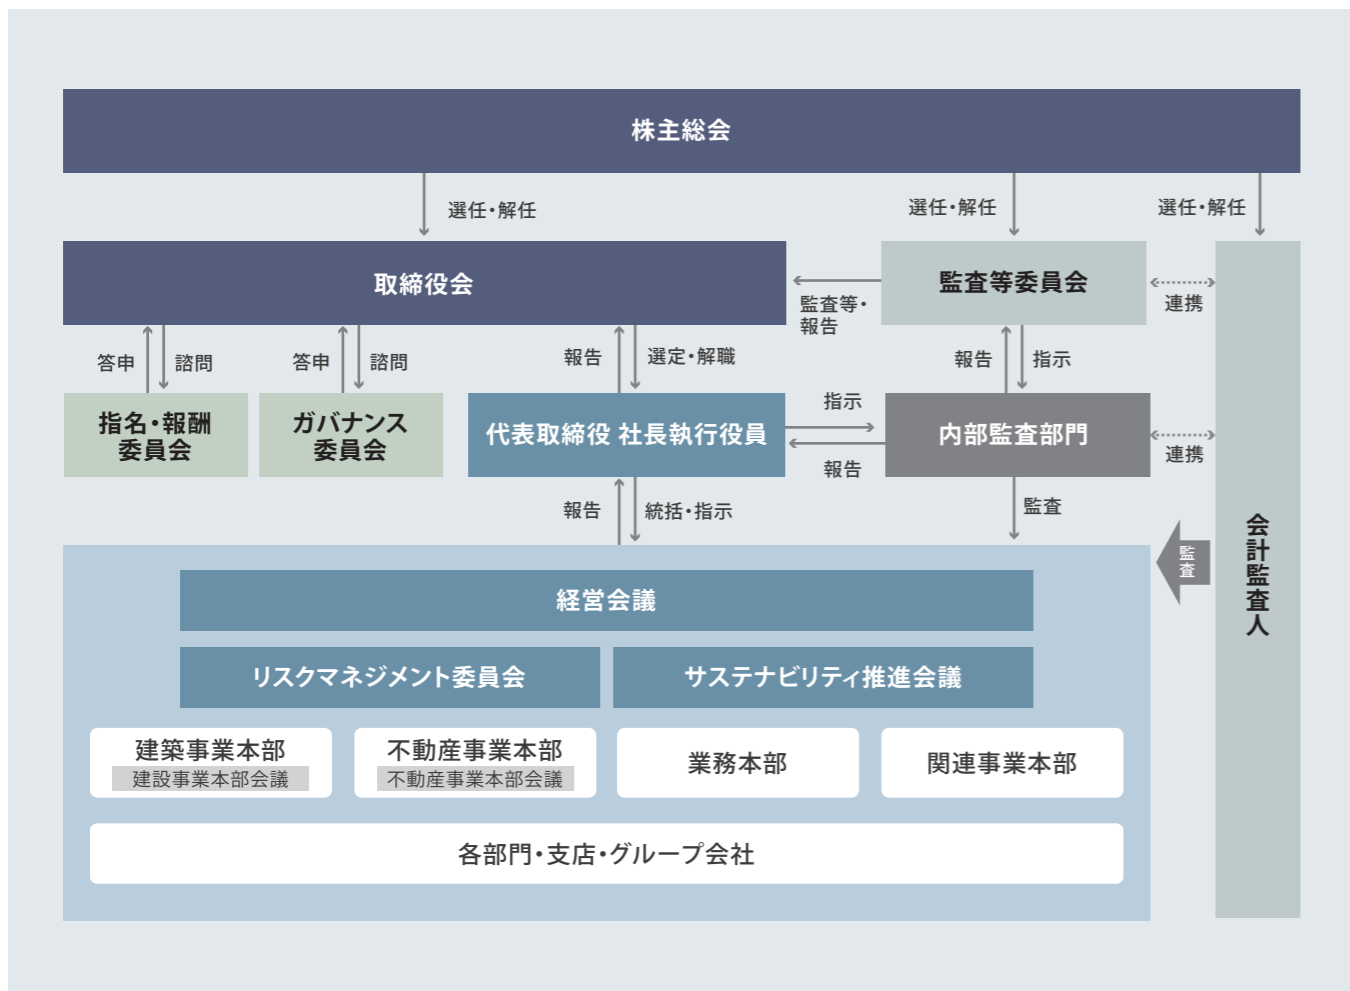 株主総会
選任・解任
選任・解任
選任・解任
取締役会
監査等委員会
監査等・
報告
連携
答申
諮問
答申
諮問
報告
選定・解職
報告
指示
指名・報酬
委員会
ガバナンス
委員会
代表取締役 社長執行役員
指示
報告
内部監査部門
連携
報告
統括・指示
監査
監査
会計監査人
経営会議
リスクマネジメント委員会
サステナビリティ推進会議
建築事業本部
建設事業本部会議
不動産事業本部
不動産事業本部会議
業務本部
関連事業本部
各部門・支店・グループ会社